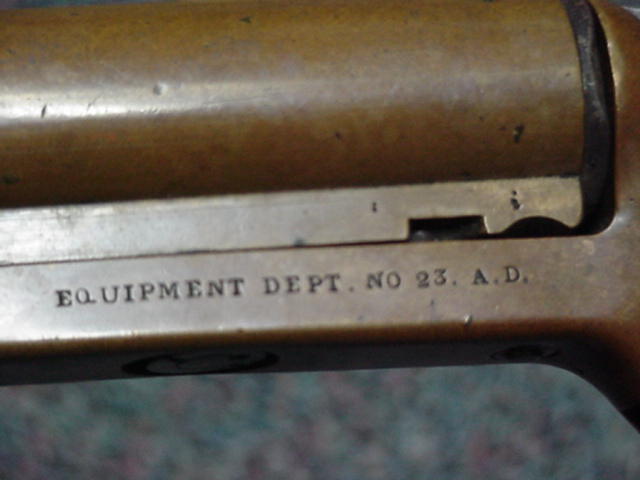 EQUIPMENT DEPT. NO 23. A.D.